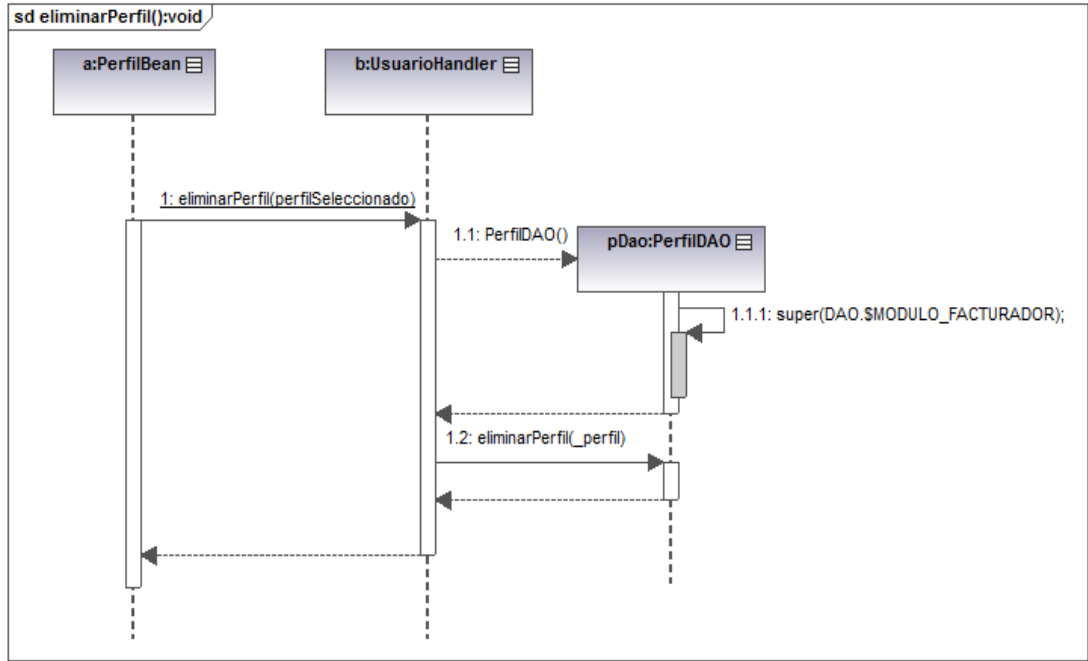 sd eliminarPerfil():void
a:PerfilBean
b:UsuarioHandler
1: eliminarPerfil(perfilSeleccionado)
1.1: PerfilDAO()
pDao:PerfilDAO
1.1.1: super(DAO.$MODULO_FACTURADOR);
1.2: eliminarPerfil(_perfil)